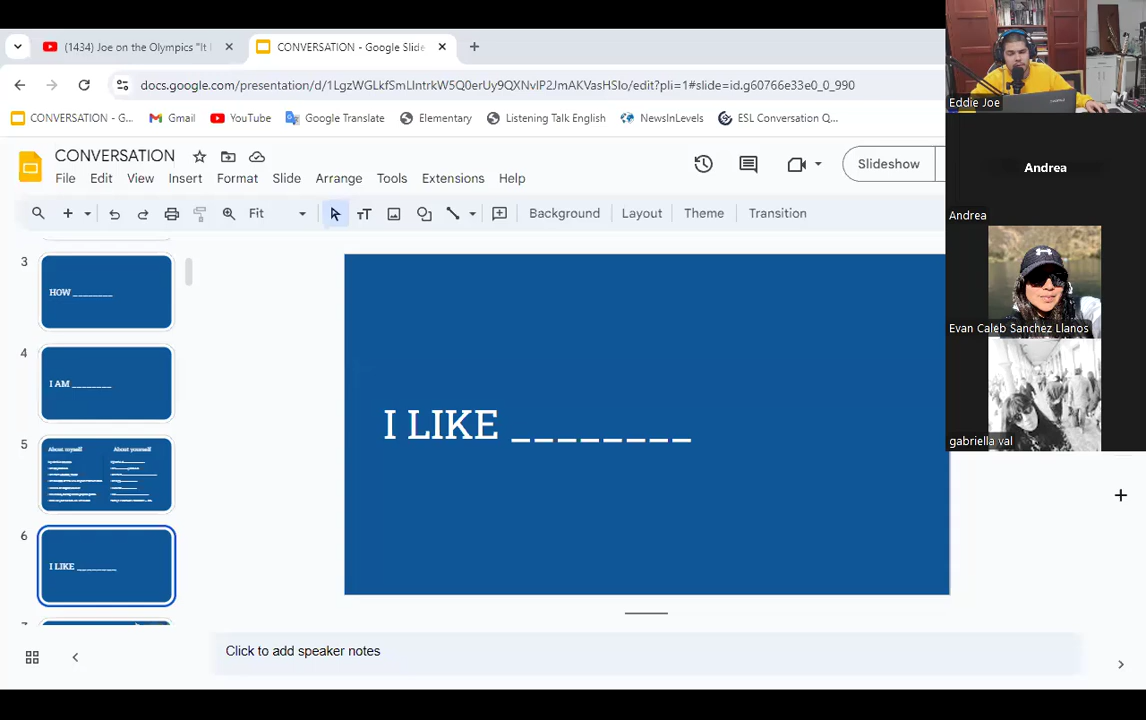 (1434) Joe on the Olympics "It
CONVERSATION - Google Slide
docs.google.com/presentation/d/1LgzWGLkfSmLIntrkW5Q0erUy9QXNvIP2JmAKVasHSIo/edit?pli=1#slide=id.g60766e33e0_0_990
CONVERSATION - G...
Gmail
YouTube
Google Translate
Elementary
Listening Talk English
NewsInLevels
ESL Conversation Q...
CONVERSATION
File Edit View Insert Format Slide Arrange Tools Extensions Help
Slideshow
Fit
Background Layout Theme Transition
3
HOW ________
4
I AM ________
5
About myself About yourself
6
I LIKE ________
7
I LIKE ________
Click to add speaker notes
Eddie Joe
Andrea
Andrea
Evan Caleb Sanchez Llanos
gabriella val